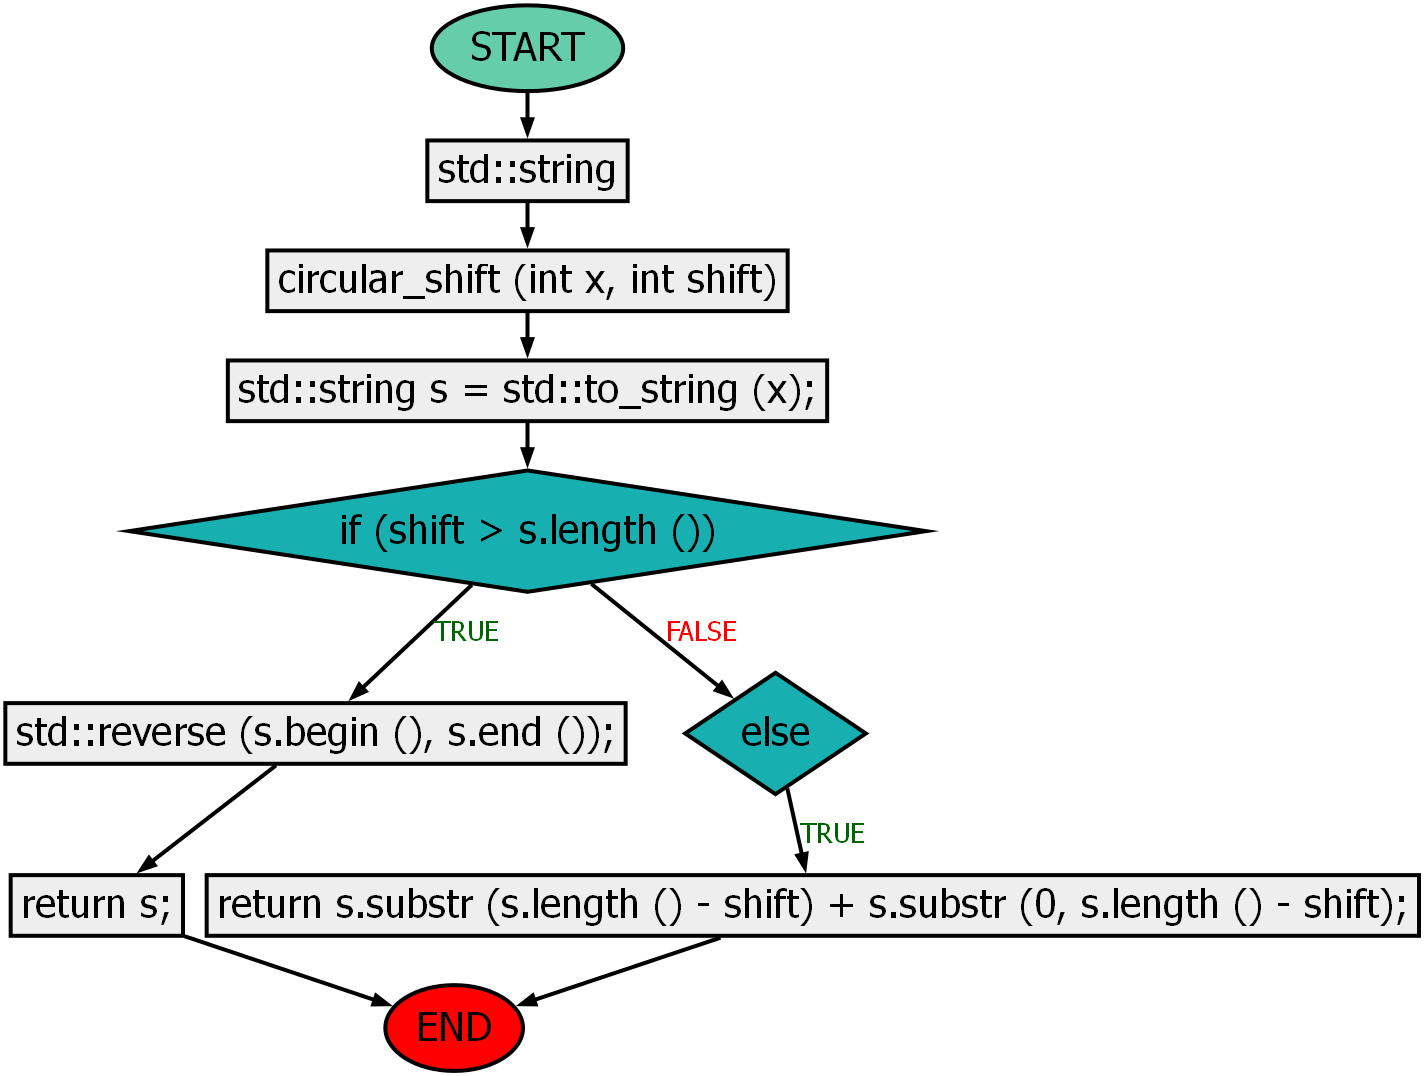 START
std::string
circular_shift (int x, int shift)
std::string s = std::to_string (x);
if (shift > s.length ())
TRUE
FALSE
std::reverse (s.begin (), s.end ());
else
TRUE
return s;
return s.substr (s.length () - shift) + s.substr (0, s.length () - shift);
END